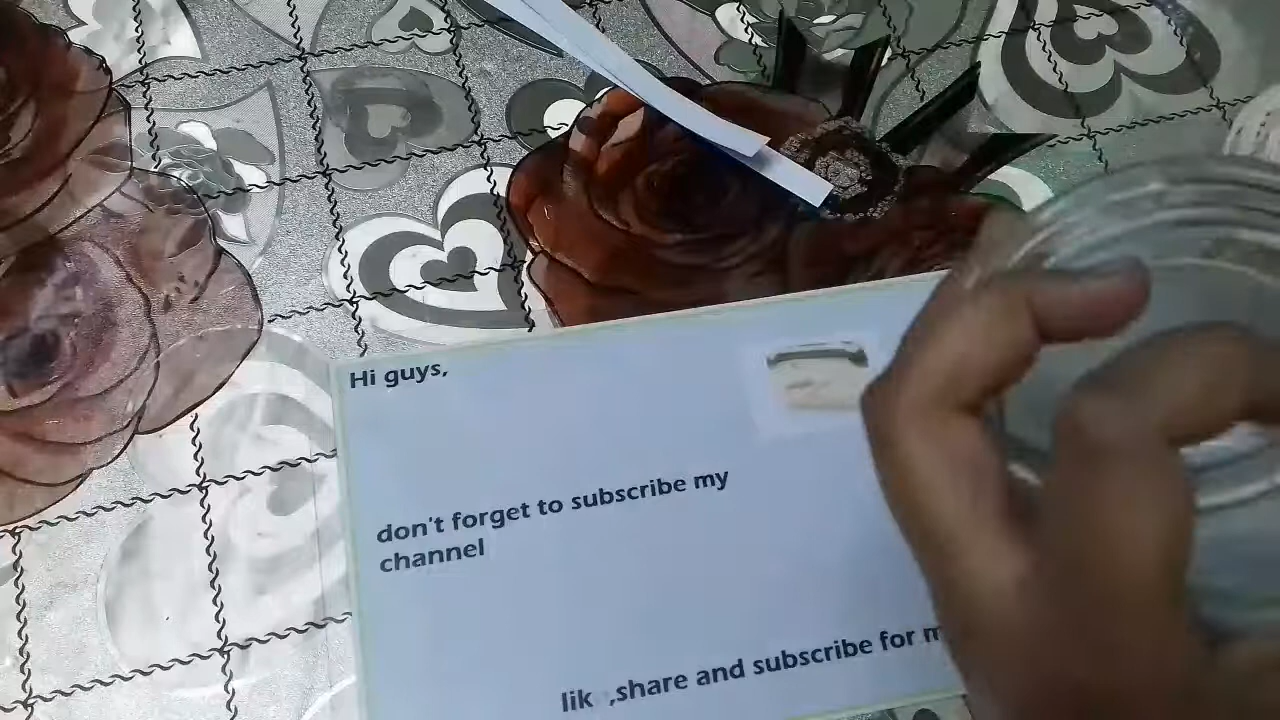 Hi guys,
don't forget to subscribe my
channel
lik ,share and subscribe for